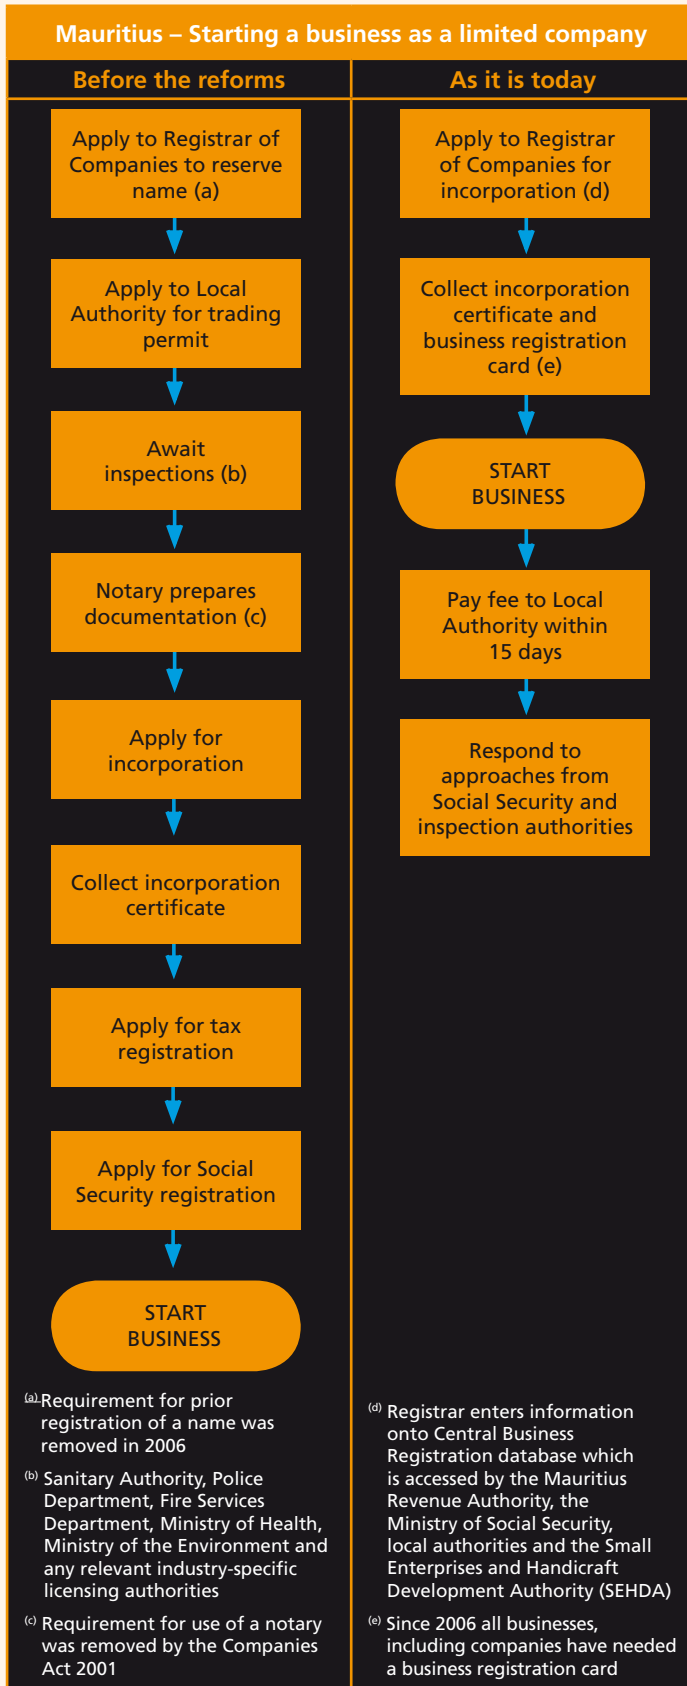 Mauritius – Starting a business as a limited company
Before the reforms
Apply to Registrar of
Companies to reserve
name (a)
Apply to Local
Authority for trading
permit
Await
inspections (b)
Notary prepares
documentation (c)
Apply for
incorporation
Collect incorporation
certificate
Apply for tax
registration
Apply for Social
Security registration
START
BUSINESS
(a) Requirement for prior
registration of a name was
removed in 2006
(b) Sanitary Authority, Police
Department, Fire Services
Department, Ministry of Health,
Ministry of the Environment and
any relevant industry-specific
licensing authorities
(c) Requirement for use of a notary
was removed by the Companies
Act 2001
As it is today
Apply to Registrar
of Companies for
incorporation (d)
Collect incorporation
certificate and
business registration
card (e)
START
BUSINESS
Pay fee to Local
Authority within
15 days
Respond to
approaches from
Social Security and
inspection authorities
(d) Registrar enters information
onto Central Business
Registration database which
is accessed by the Mauritius
Revenue Authority, the
Ministry of Social Security,
local authorities and the Small
Enterprises and Handicraft
Development Authority (SEHDA)
(e) Since 2006 all businesses,
including companies have needed
a business registration card